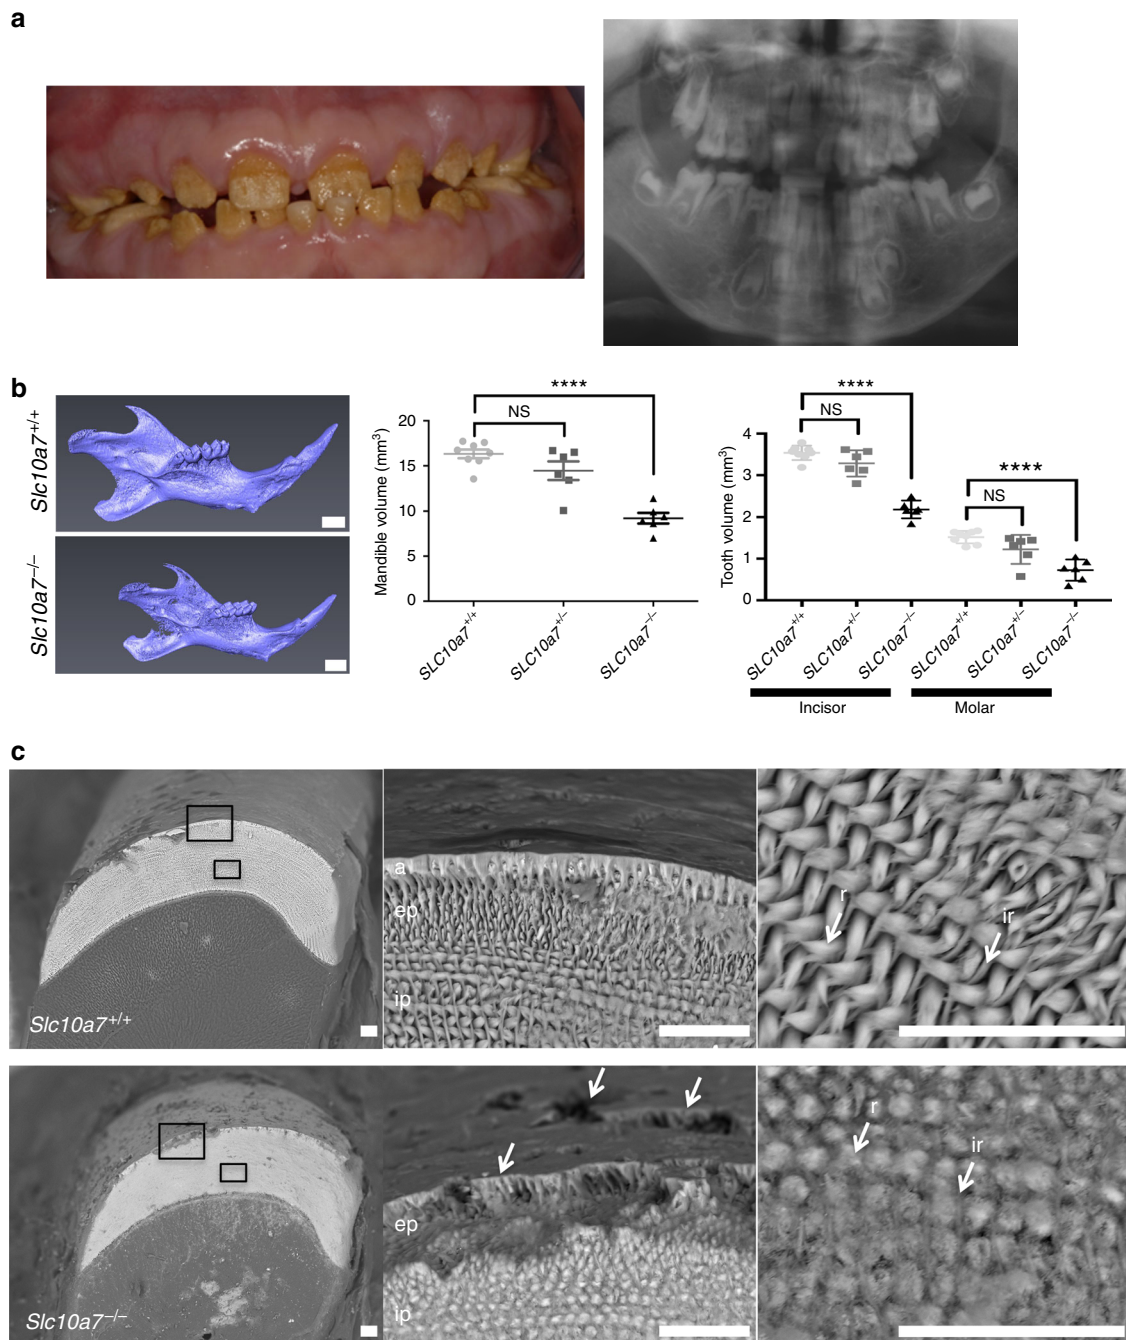 a
b
Slc10a7+/+
Slc10a7–/–
Mandible volume (mm3)
20
15
10
5
0
NS
****
SLC10a7+/+
SLC10a7+/–
SLC10a7–/–
Tooth volume (mm3)
4
3
2
1
0
****
NS
****
NS
SLC10a7+/+
SLC10a7+/–
SLC10a7–/–
SLC10a7+/+
SLC10a7+/–
SLC10a7–/–
Incisor
Molar
c
Slc10a7+/+
a
ep
ip
r
ir
Slc10a7–/–
ep
ip
r
ir